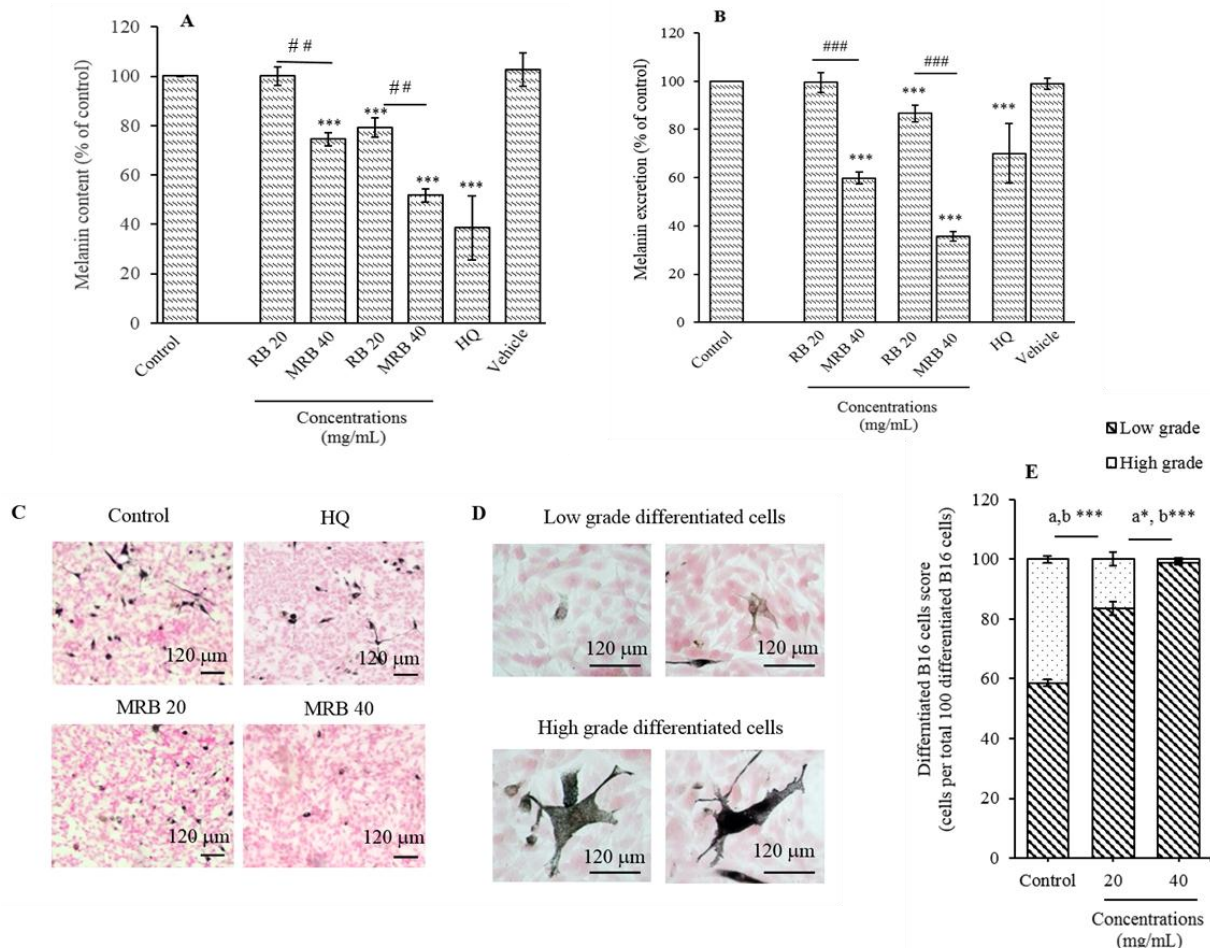 A
120
100
80
60
40
20
0
Melanin content (% of control)
# #
# #
***
***
***
***
Control
RB 20
MRB 40
RB 20
MRB 40
HQ
Vehicle
Concentrations
(mg/mL)
B
120
100
80
60
40
20
0
Melanin excretion (% of control)
###
###
***
***
***
***
Control
RB 20
MRB 40
RB 20
MRB 40
HQ
Vehicle
Concentrations
(mg/mL)
C
Control
HQ
120 µm
120 µm
MRB 20
MRB 40
120 µm
120 µm
D
Low grade differentiated cells
120 µm
120 µm
High grade differentiated cells
120 µm
120 µm
Low grade
High grade
E
120
100
80
60
40
20
0
Differntiated B16 cells score
(cells per total 100 differentiated B16 cells)
a,b ***
a*, b***
Control
20
40
Concentrations
(mg/mL)